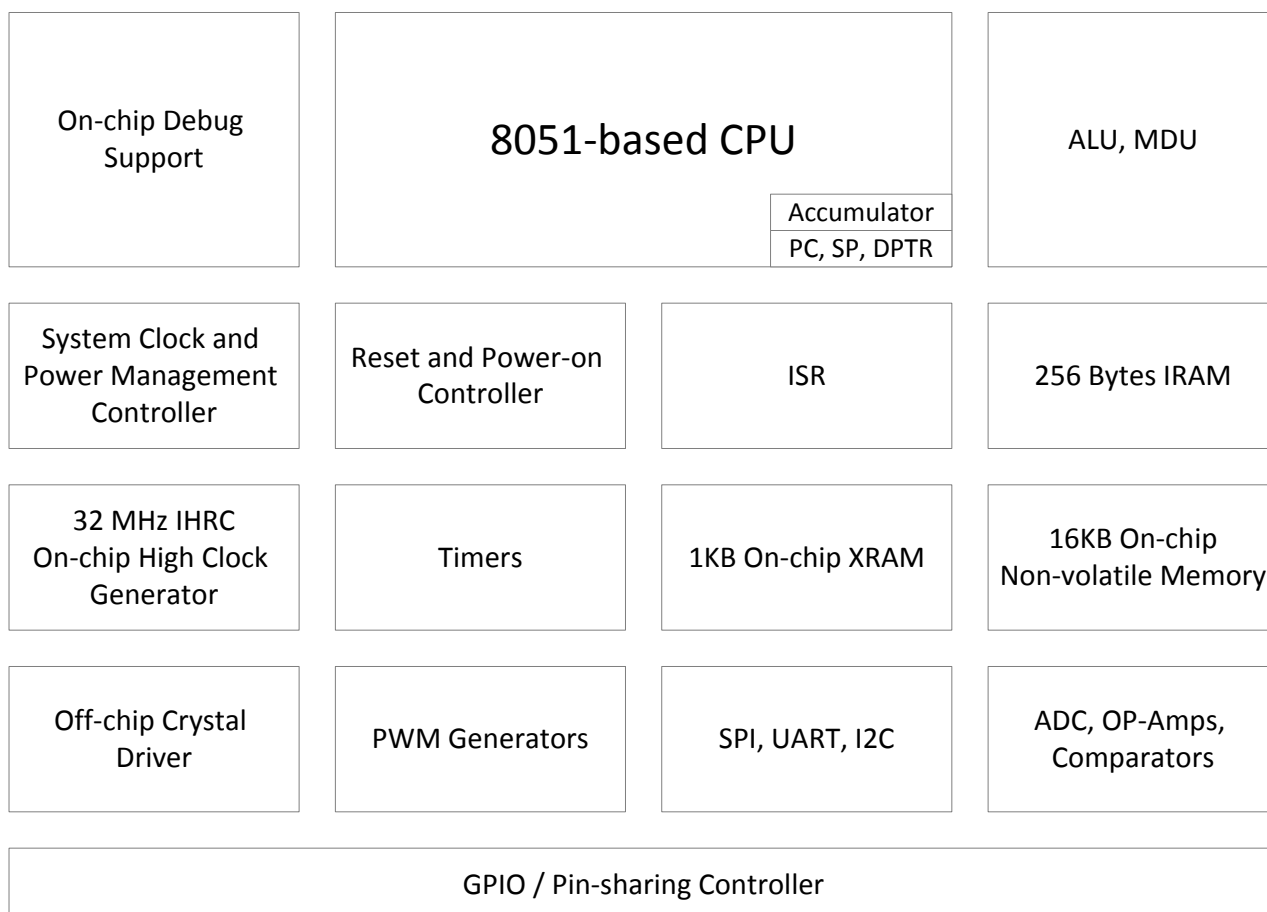 On-chip Debug
Support
8051-based CPU
Accumulator
PC, SP, DPTR
ALU, MDU
System Clock and
Power Management
Controller
Reset and Power-on
Controller
ISR
256 Bytes IRAM
32 MHz IHRC
On-chip High Clock
Generator
Timers
1KB On-chip XRAM
16KB On-chip
Non-volatile Memory
Off-chip Crystal
Driver
PWM Generators
SPI, UART, I2C
ADC, OP-Amps,
Comparators
GPIO / Pin-sharing Controller